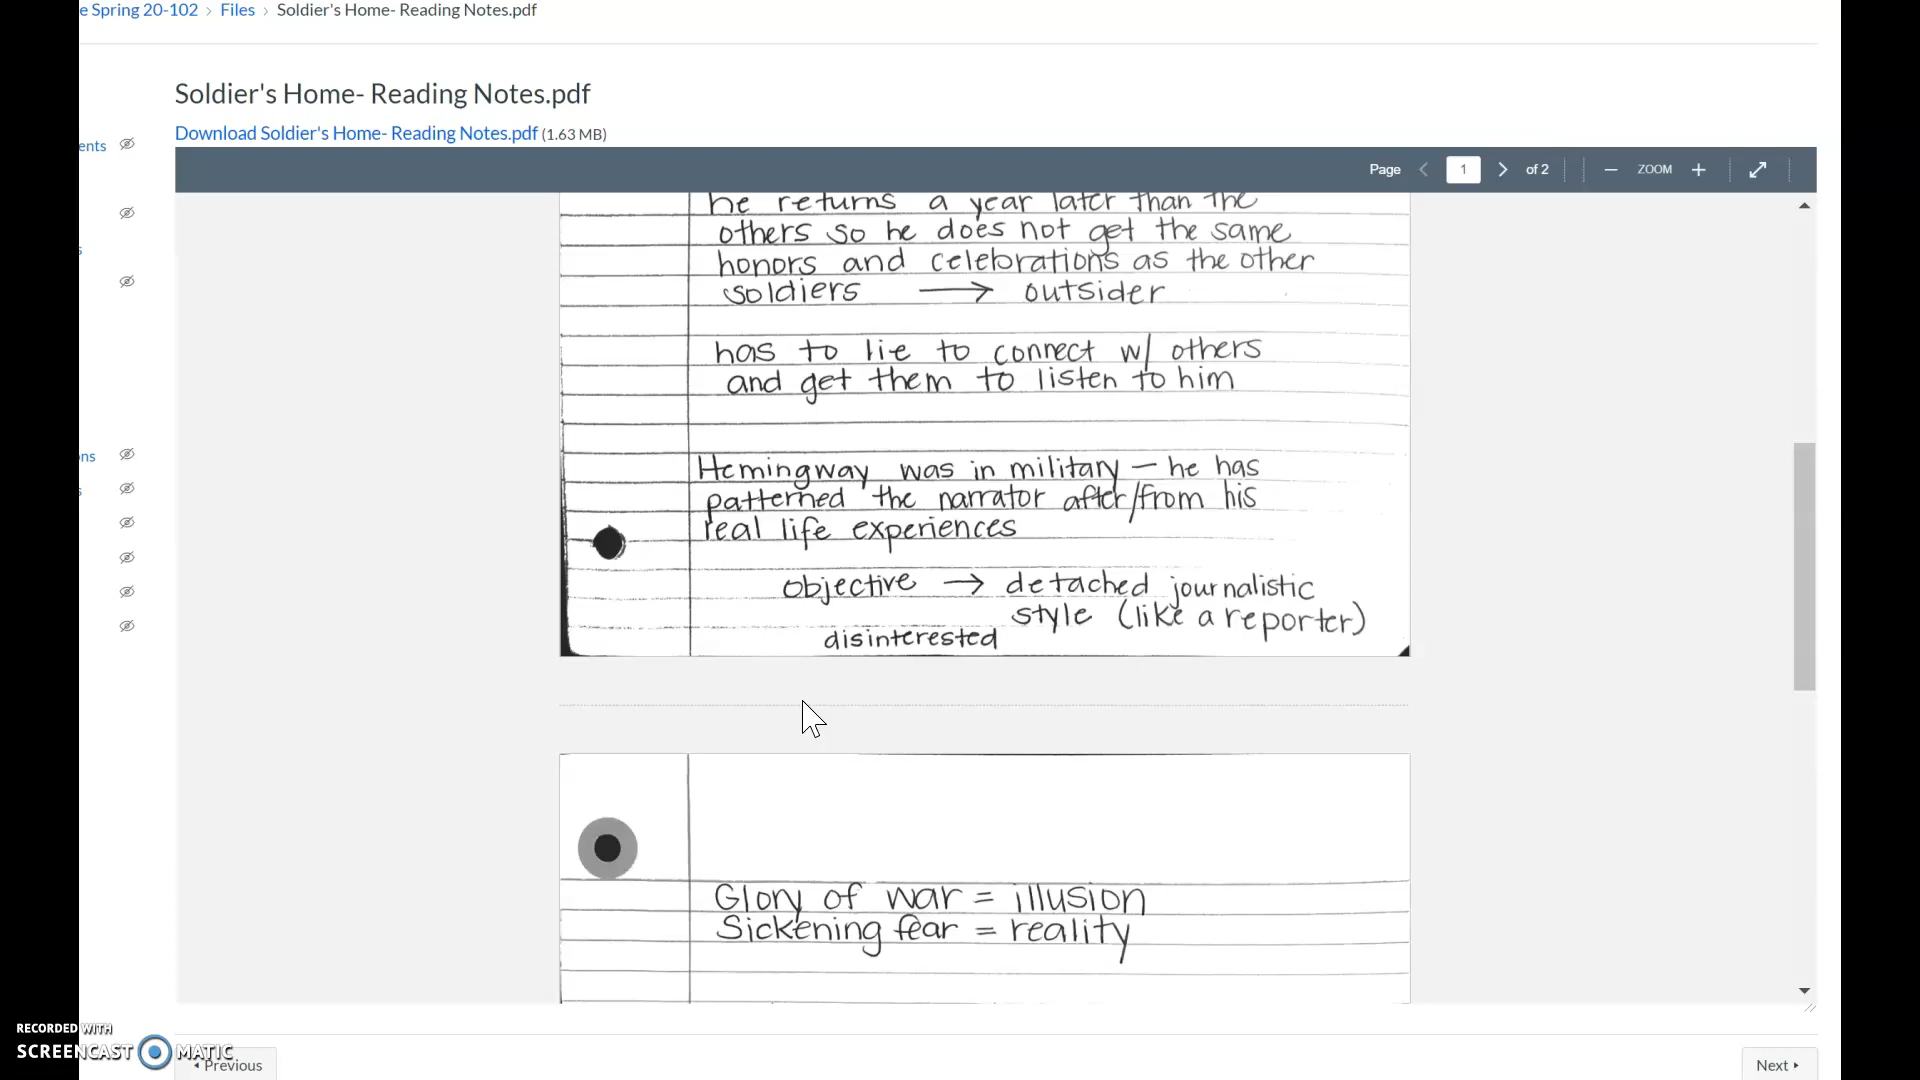 e Spring 20-102 › Files › Soldier's Home- Reading Notes.pdf
Soldier's Home- Reading Notes.pdf
Download Soldier's Home- Reading Notes.pdf (1.63 MB)
ents
s
ons
s
Page 1 of 2 ZOOM
he returns a year later than the
others so he does not get the same
honors and celebrations as the other
soldiers → outsider
has to lie to connect w/ others
and get them to listen to him
Hemingway was in military — he has
patterned the narrator after/from his
real life experiences
objective → detached journalistic
style (like a reporter)
disinterested
Glory of war = illusion
Sickening fear = reality
RECORDED WITH
SCREENCAST MATIC
Previous
Next